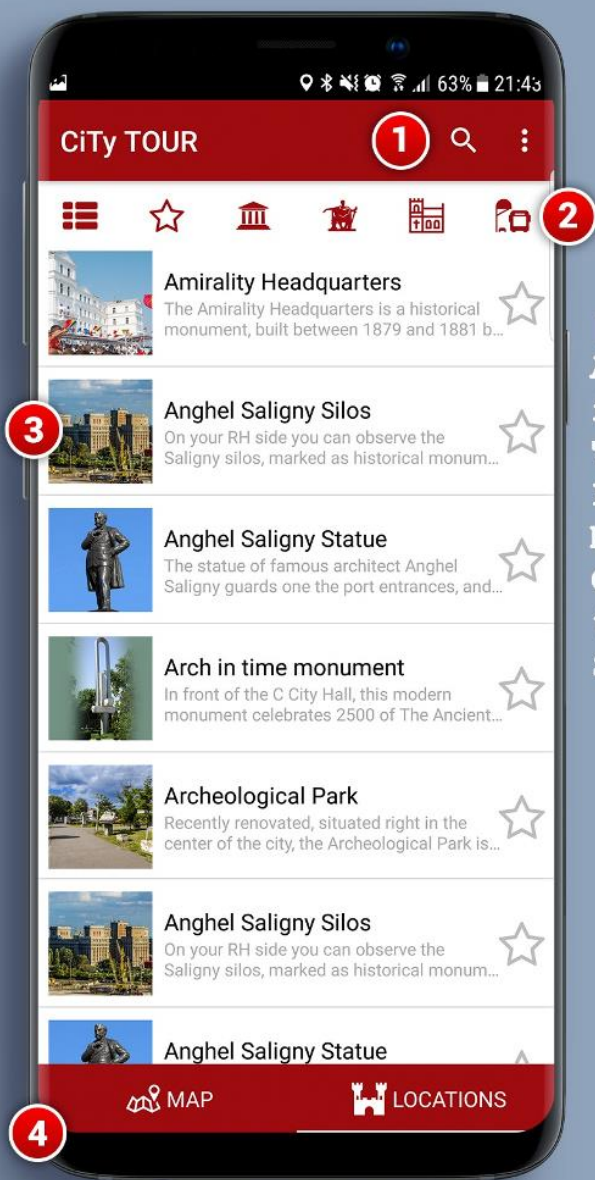 63% 21:43
CiTy TOUR
1
2
Amirality Headquarters
The Amirality Headquarters is a historical
monument, built between 1879 and 1881 b...
3
Anghel Saligny Silos
On your RH side you can observe the
Saligny silos, marked as historical monum...
Anghel Saligny Statue
The statue of famous architect Anghel
Saligny guards one the port entrances, and...
Arch in time monument
In front of the C City Hall, this modern
monument celebrates 2500 of The Ancient...
Archeological Park
Recently renovated, situated right in the
center of the city, the Archeological Park is...
Anghel Saligny Silos
On your RH side you can observe the
Saligny silos, marked as historical monum...
Anghel Saligny Statue
MAP
LOCATIONS
4